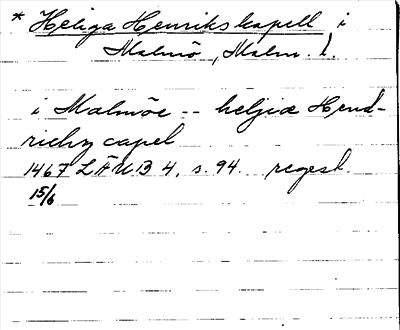 * Heliga Henriks kapell i
Malmö, Malm. l.
i Malmöe -- helgiæ Hend-
richz capel
1467 LÄUB 4, s. 94. regest.
15/6